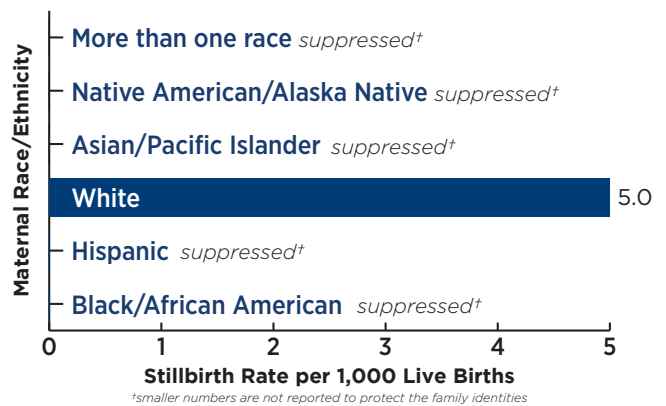 Maternal Race/Ethnicity
More than one race suppressed†
Native American/Alaska Native suppressed†
Asian/Pacific Islander suppressed†
White 5.0
Hispanic suppressed†
Black/African American suppressed†
0 1 2 3 4 5
Stillbirth Rate per 1,000 Live Births
†smaller numbers are not reported to protect the family identities